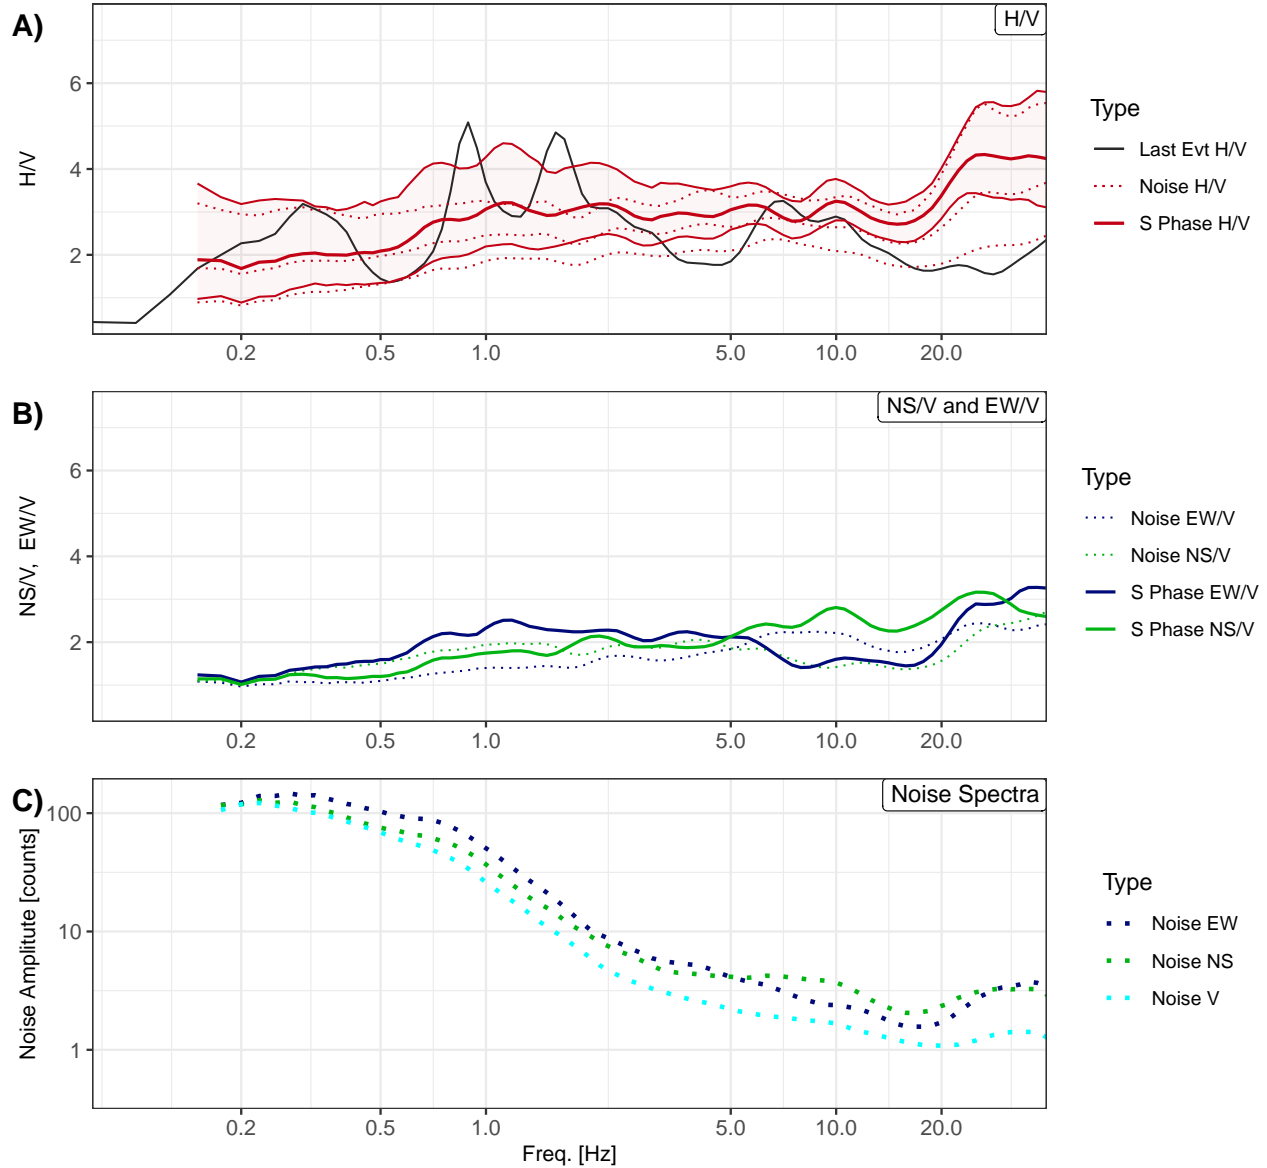 A)
H/V
6
4
2
H/V
0.2 0.5 1.0 5.0 10.0 20.0
Type
Last Evt H/V
Noise H/V
S Phase H/V
B)
NS/V and EW/V
6
4
2
NS/V,  EW/V
0.2 0.5 1.0 5.0 10.0 20.0
Type
Noise EW/V
Noise NS/V
S Phase EW/V
S Phase NS/V
C)
Noise Spectra
100
10
1
Noise Amplitute [counts]
0.2 0.5 1.0 5.0 10.0 20.0
Freq. [Hz]
Type
Noise EW
Noise NS
Noise V